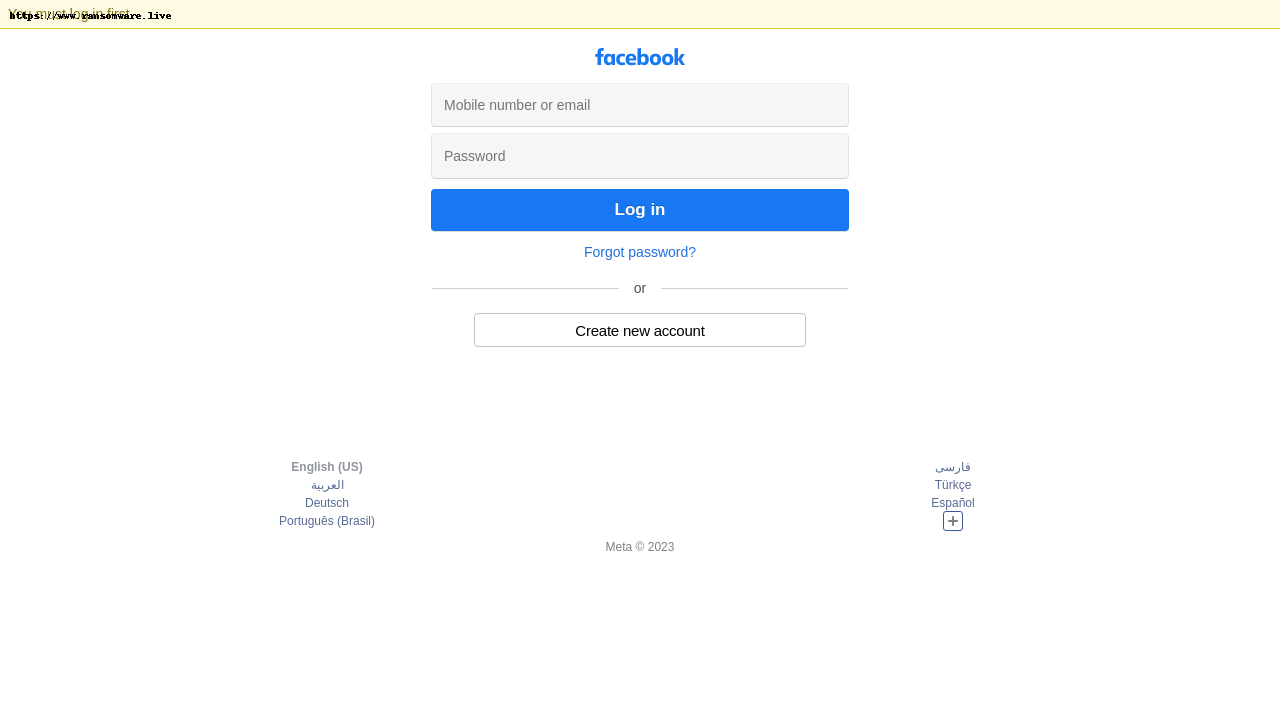 You must log in first.
https://www.ransomware.live
facebook
Mobile number or email
Password
Log in
Forgot password?
or
Create new account
English (US)
العربية
Deutsch
Português (Brasil)
فارسی
Türkçe
Español
Meta © 2023